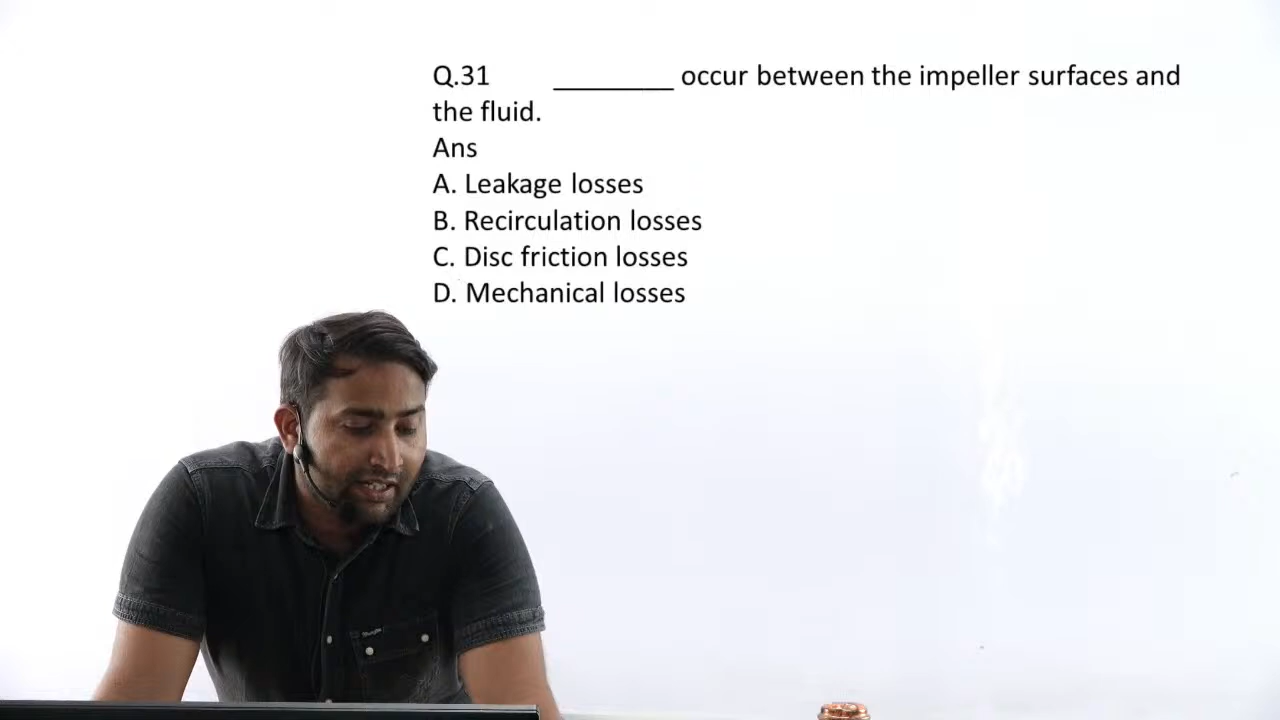 Q.31 ________ occur between the impeller surfaces and
the fluid.
Ans
A. Leakage losses
B. Recirculation losses
C. Disc friction losses
D. Mechanical losses